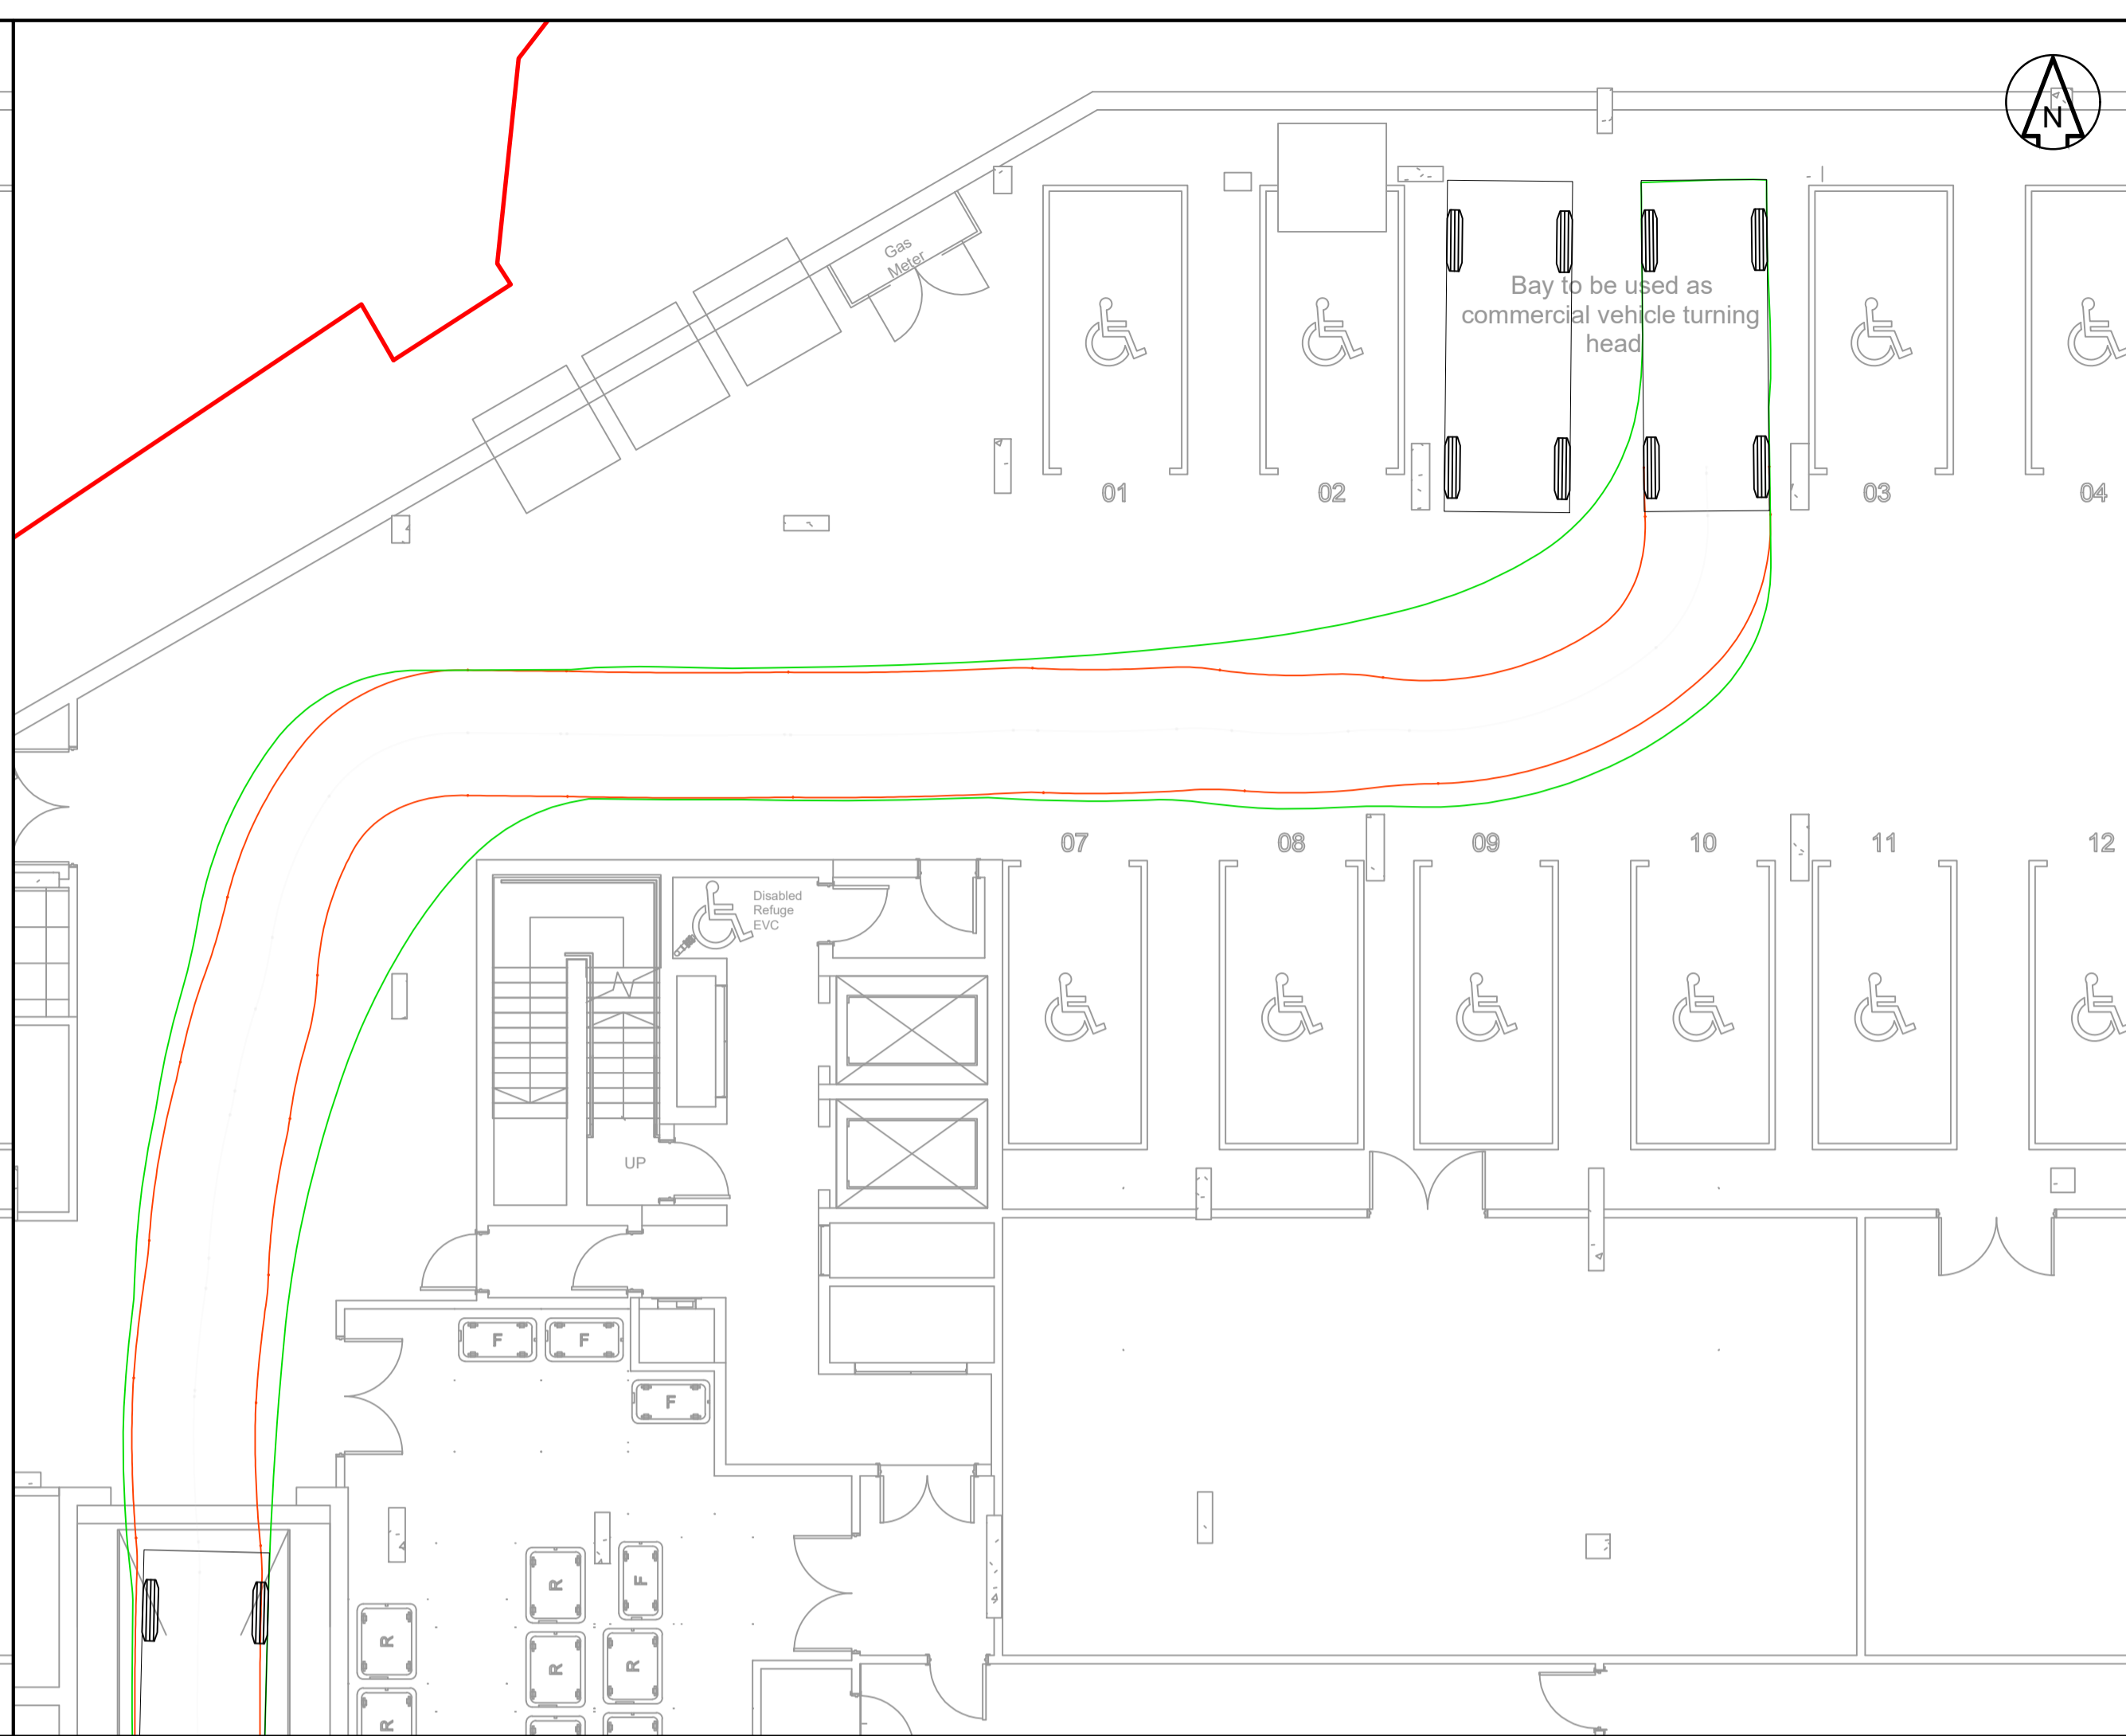 N
Gas
Meter
Bay to be used as
commercial vehicle turning
head
01
02
03
04
07
08
09
10
11
12
Disabled
Refuge
EVC
UP
F
F
F
R
F
R
R
R
R